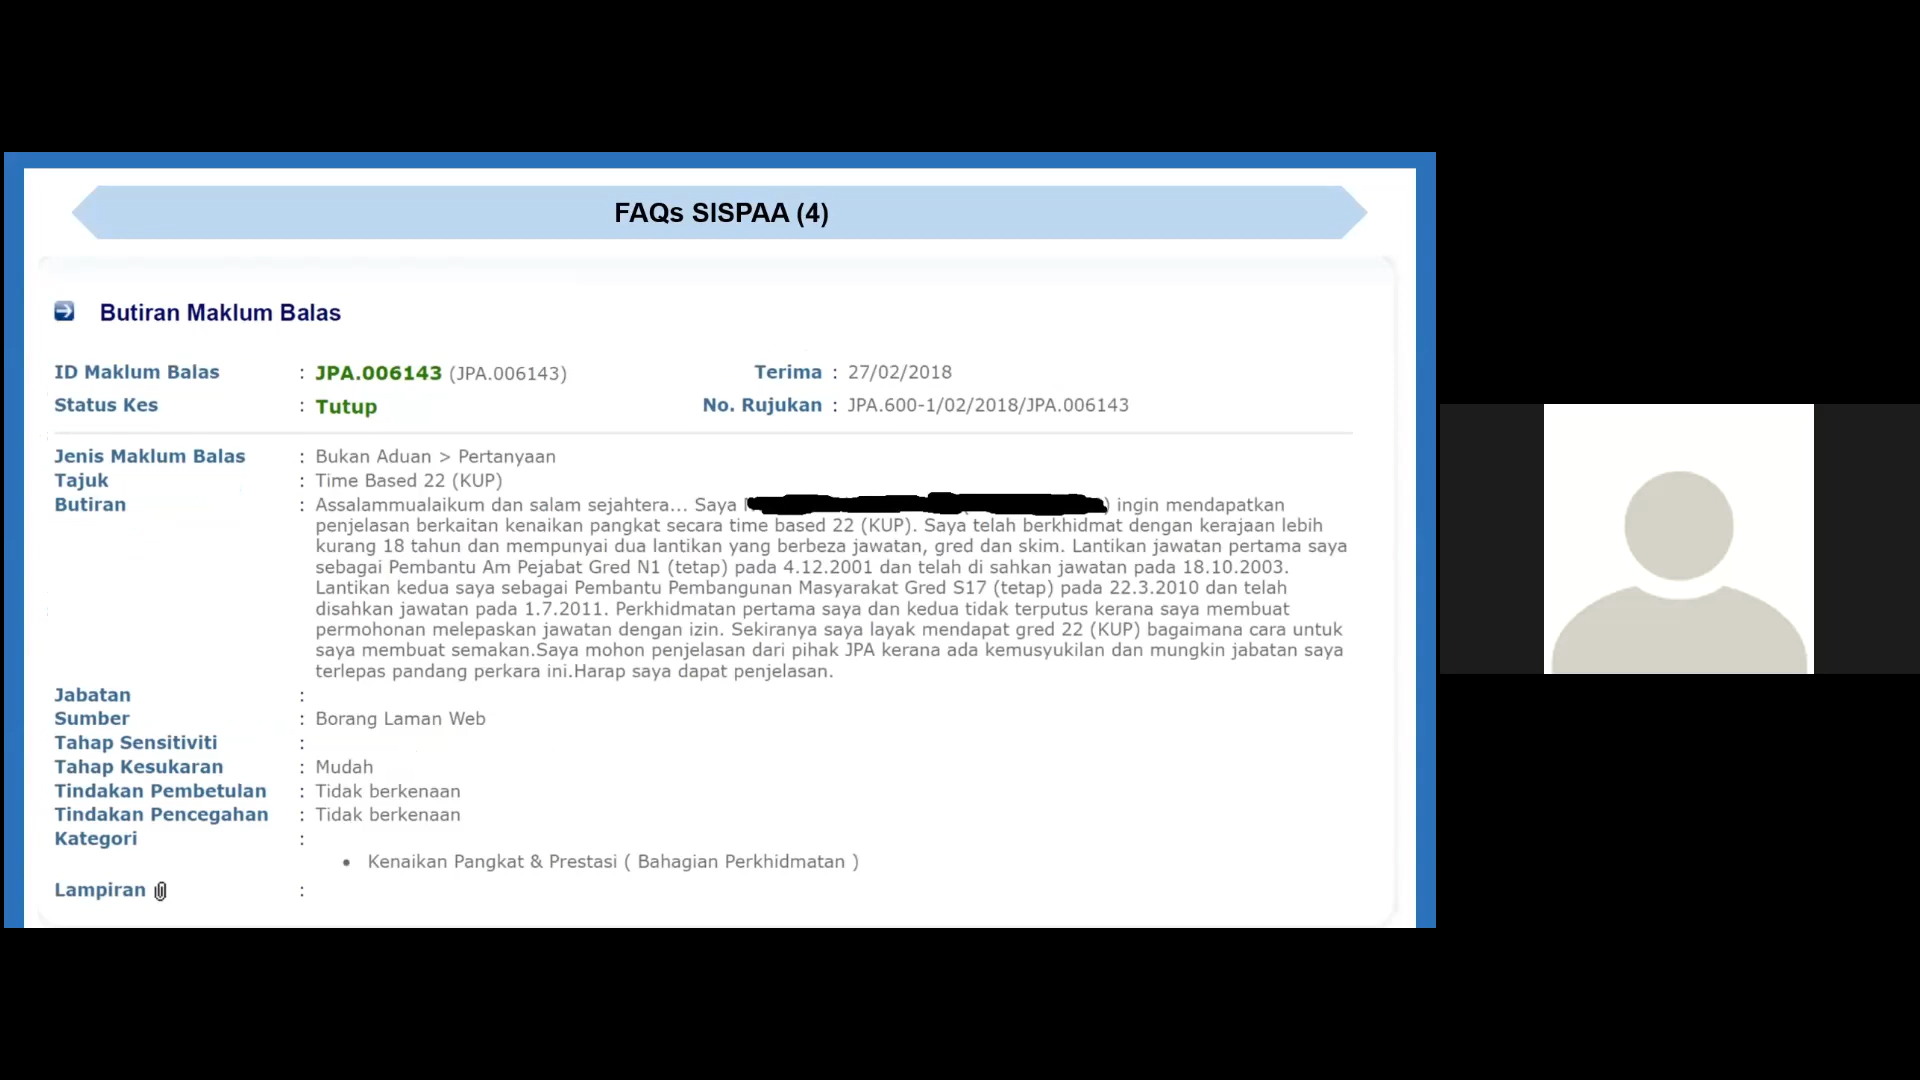 FAQs SISPAA (4)
Butiran Maklum Balas
ID Maklum Balas : JPA.006143 (JPA.006143) Terima : 27/02/2018
Status Kes : Tutup No. Rujukan : JPA.600-1/02/2018/JPA.006143
Jenis Maklum Balas : Bukan Aduan > Pertanyaan
Tajuk : Time Based 22 (KUP)
Butiran : Assalammualaikum dan salam sejahtera... Saya ) ingin mendapatkan
penjelasan berkaitan kenaikan pangkat secara time based 22 (KUP). Saya telah berkhidmat dengan kerajaan lebih
kurang 18 tahun dan mempunyai dua lantikan yang berbeza jawatan, gred dan skim. Lantikan jawatan pertama saya
sebagai Pembantu Am Pejabat Gred N1 (tetap) pada 4.12.2001 dan telah di sahkan jawatan pada 18.10.2003.
Lantikan kedua saya sebagai Pembantu Pembangunan Masyarakat Gred S17 (tetap) pada 22.3.2010 dan telah
disahkan jawatan pada 1.7.2011. Perkhidmatan pertama saya dan kedua tidak terputus kerana saya membuat
permohonan melepaskan jawatan dengan izin. Sekiranya saya layak mendapat gred 22 (KUP) bagaimana cara untuk
saya membuat semakan.Saya mohon penjelasan dari pihak JPA kerana ada kemusyukilan dan mungkin jabatan saya
terlepas pandang perkara ini.Harap saya dapat penjelasan.
Jabatan :
Sumber : Borang Laman Web
Tahap Sensitiviti :
Tahap Kesukaran : Mudah
Tindakan Pembetulan : Tidak berkenaan
Tindakan Pencegahan : Tidak berkenaan
Kategori :
• Kenaikan Pangkat & Prestasi ( Bahagian Perkhidmatan )
Lampiran :